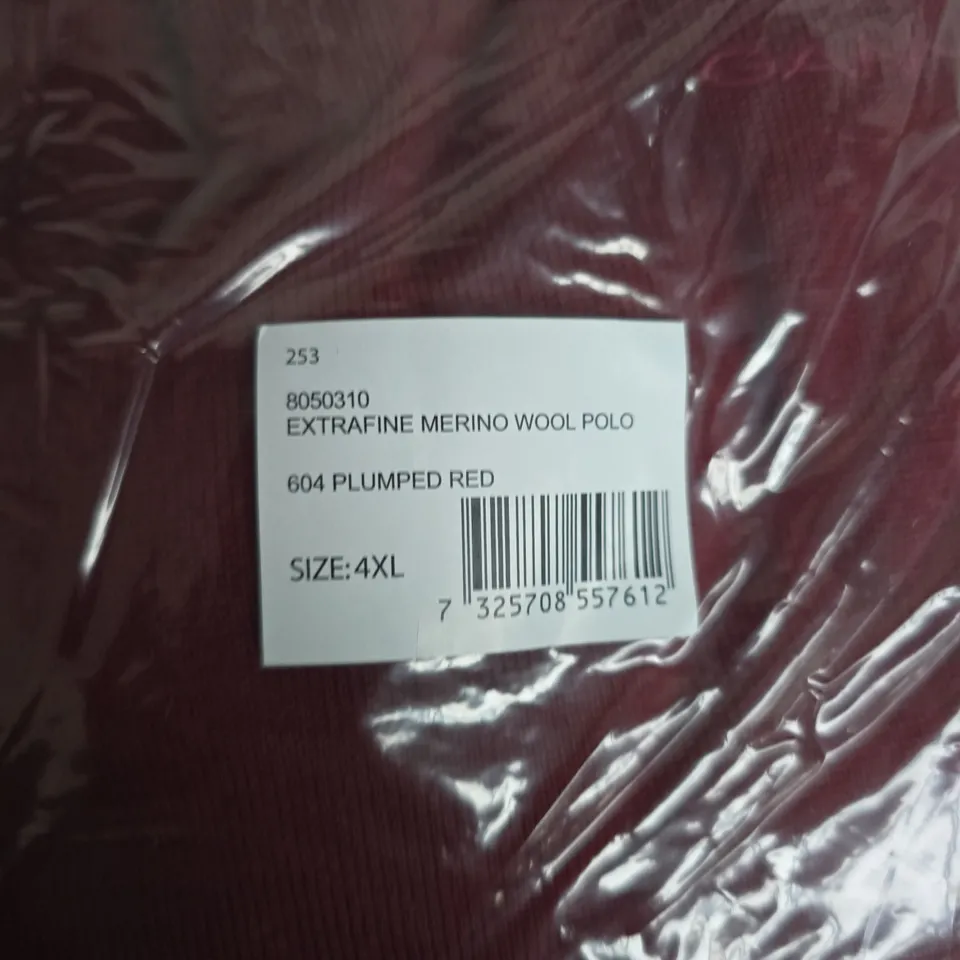 253
8050310
EXTRAFINE MERINO WOOL POLO
604 PLUMPED RED
SIZE: 4XL
7 325708 557612